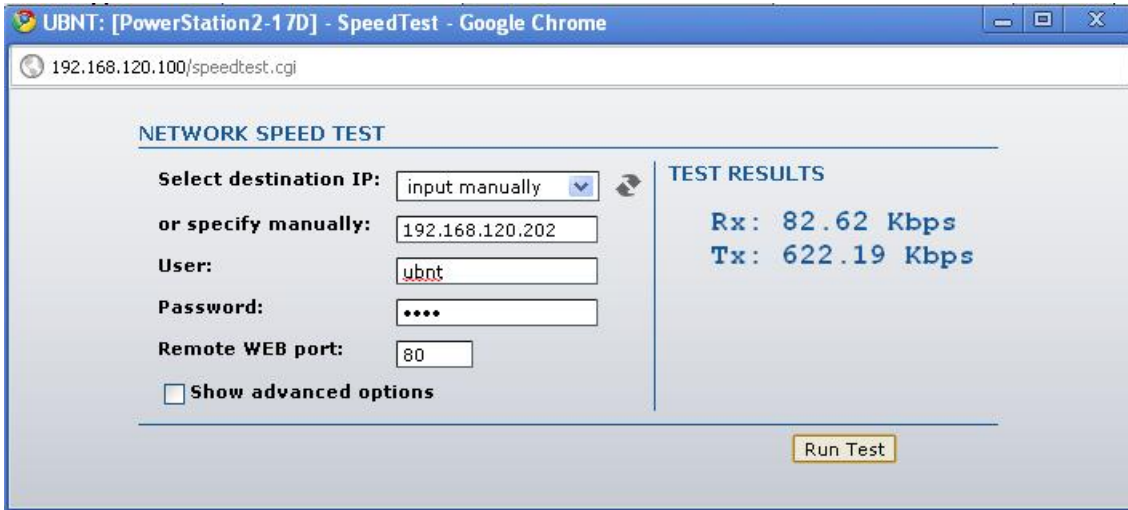 UBNT: [PowerStation2-17D] - SpeedTest - Google Chrome
192.168.120.100/speedtest.cgi
NETWORK SPEED TEST
Select destination IP: input manually
or specify manually: 192.168.120.202
User: ubnt
Password: ••••
Remote WEB port: 80
Show advanced options
TEST RESULTS
Rx: 82.62 Kbps
Tx: 622.19 Kbps
Run Test